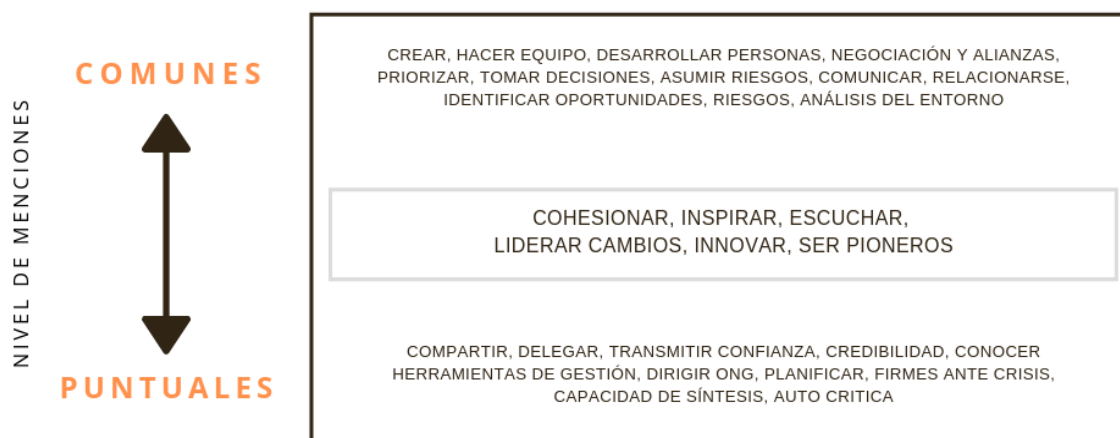 COMUNES
NIVEL DE MENCIONES
PUNTUALES
CREAR, HACER EQUIPO, DESARROLLAR PERSONAS, NEGOCIACIÓN Y ALIANZAS,
PRIORIZAR, TOMAR DECISIONES, ASUMIR RIESGOS, COMUNICAR, RELACIONARSE,
IDENTIFICAR OPORTUNIDADES, RIESGOS, ANÁLISIS DEL ENTORNO
COHESIONAR, INSPIRAR, ESCUCHAR,
LIDERAR CAMBIOS, INNOVAR, SER PIONEROS
COMPARTIR, DELEGAR, TRANSMITIR CONFIANZA, CREDIBILIDAD, CONOCER
HERRAMIENTAS DE GESTIÓN, DIRIGIR ONG, PLANIFICAR, FIRMES ANTE CRISIS,
CAPACIDAD DE SÍNTESIS, AUTO CRITICA